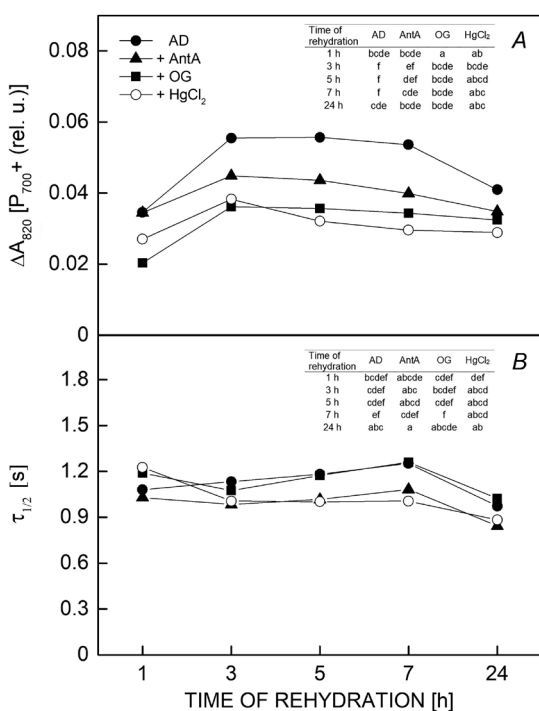 0.08
0.06
0.04
0.02
0
ΔA820 [P700+ (rel. u.)]
AD
+ AntA
+ OG
+ HgCl2
A
Time of rehydration AD AntA OG HgCl2
1 h bcde bcde a ab
3 h f ef bcde bcde
5 h f def bcde abcd
7 h f cde bcde abc
24 h cde bcde bcde abc
B
Time of rehydration AD AntA OG HgCl2
1 h bcdef abcde cdef def
3 h cdef abc bcdef abcd
5 h cdef abcd cdef abcd
7 h ef cdef f abcd
24 h abc a abcde ab
1.8
1.5
1.2
0.9
0.6
0.3
0
τ1/2 [s]
1 3 5 7 24
TIME OF REHYDRATION [h]